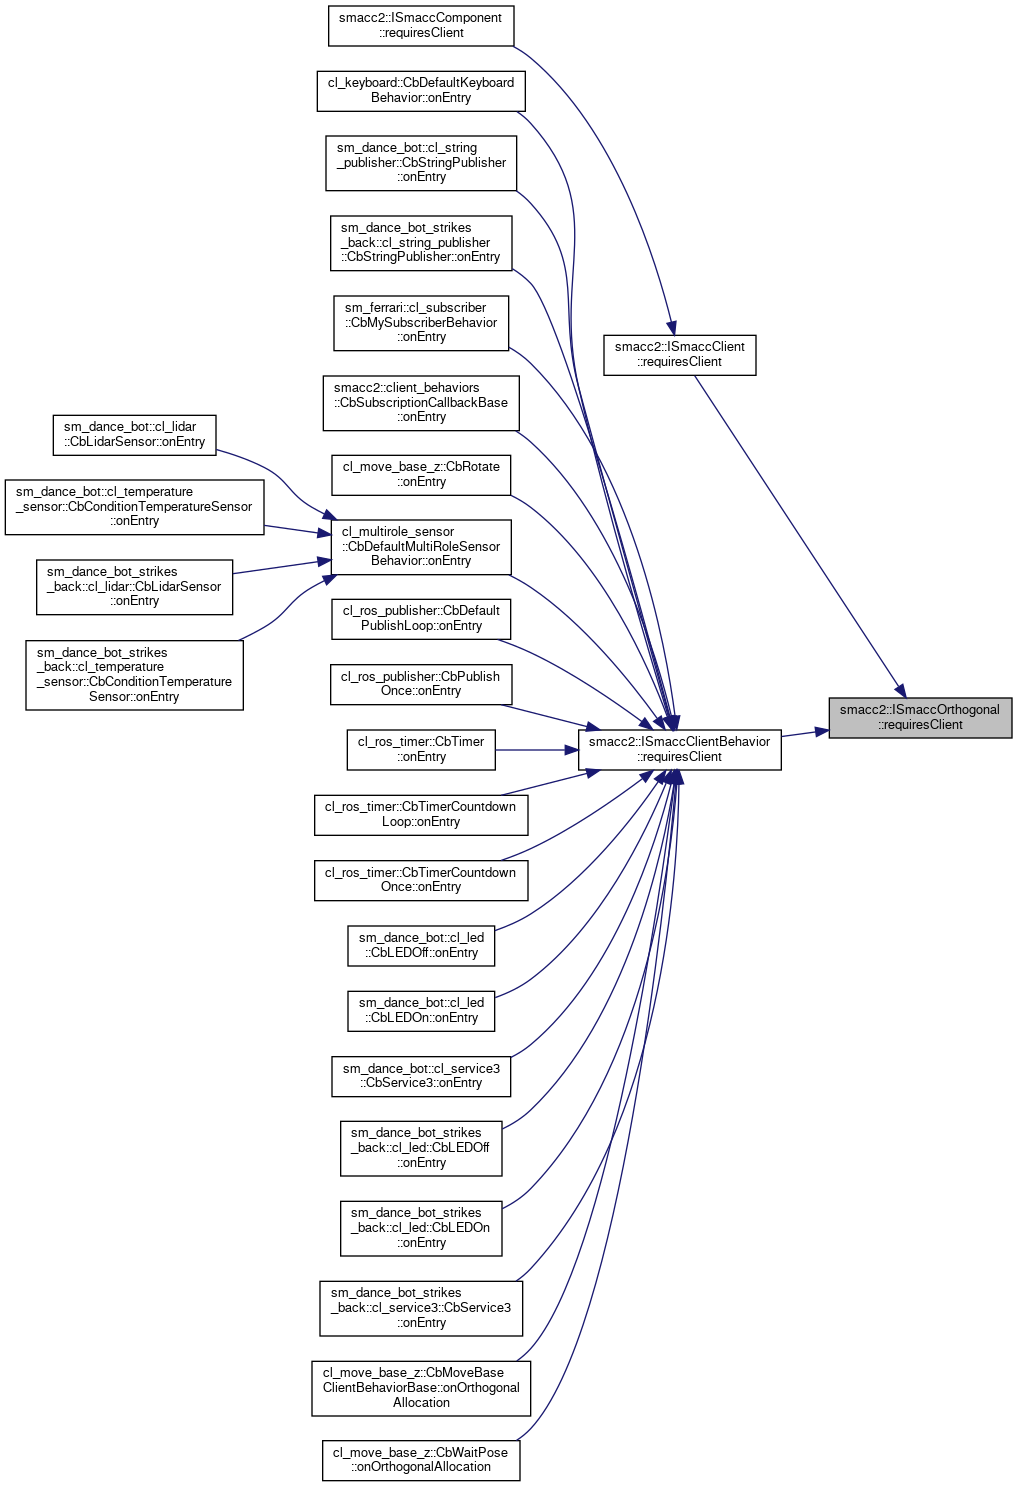 smacc2::ISmaccComponent
::requiresClient
cl_keyboard::CbDefaultKeyboard
Behavior::onEntry
sm_dance_bot::cl_string
_publisher::CbStringPublisher
::onEntry
sm_dance_bot_strikes
_back::cl_string_publisher
::CbStringPublisher::onEntry
sm_ferrari::cl_subscriber
::CbMySubscriberBehavior
::onEntry
smacc2::ISmaccClient
::requiresClient
smacc2::client_behaviors
::CbSubscriptionCallbackBase
::onEntry
sm_dance_bot::cl_lidar
::CbLidarSensor::onEntry
cl_move_base_z::CbRotate
::onEntry
sm_dance_bot::cl_temperature
_sensor::CbConditionTemperatureSensor
::onEntry
cl_multirole_sensor
::CbDefaultMultiRoleSensor
Behavior::onEntry
sm_dance_bot_strikes
_back::cl_lidar::CbLidarSensor
::onEntry
cl_ros_publisher::CbDefault
PublishLoop::onEntry
sm_dance_bot_strikes
_back::cl_temperature
_sensor::CbConditionTemperature
Sensor::onEntry
cl_ros_publisher::CbPublish
Once::onEntry
smacc2::ISmaccOrthogonal
::requiresClient
cl_ros_timer::CbTimer
::onEntry
smacc2::ISmaccClientBehavior
::requiresClient
cl_ros_timer::CbTimerCountdown
Loop::onEntry
cl_ros_timer::CbTimerCountdown
Once::onEntry
sm_dance_bot::cl_led
::CbLEDOff::onEntry
sm_dance_bot::cl_led
::CbLEDOn::onEntry
sm_dance_bot::cl_service3
::CbService3::onEntry
sm_dance_bot_strikes
_back::cl_led::CbLEDOff
::onEntry
sm_dance_bot_strikes
_back::cl_led::CbLEDOn
::onEntry
sm_dance_bot_strikes
_back::cl_service3::CbService3
::onEntry
cl_move_base_z::CbMoveBase
ClientBehaviorBase::onOrthogonal
Allocation
cl_move_base_z::CbWaitPose
::onOrthogonalAllocation